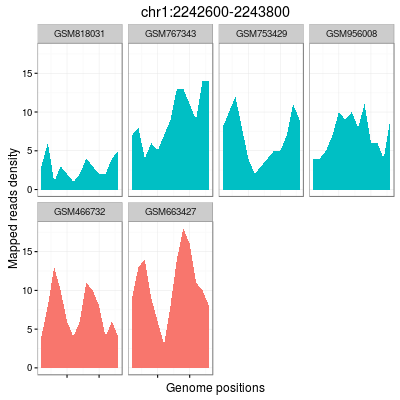 chr1:2242600-2243800
GSM818031 GSM767343 GSM753429 GSM956008
15
10
5
0
GSM466732 GSM663427
15
10
5
0
Mapped reads density
Genome positions